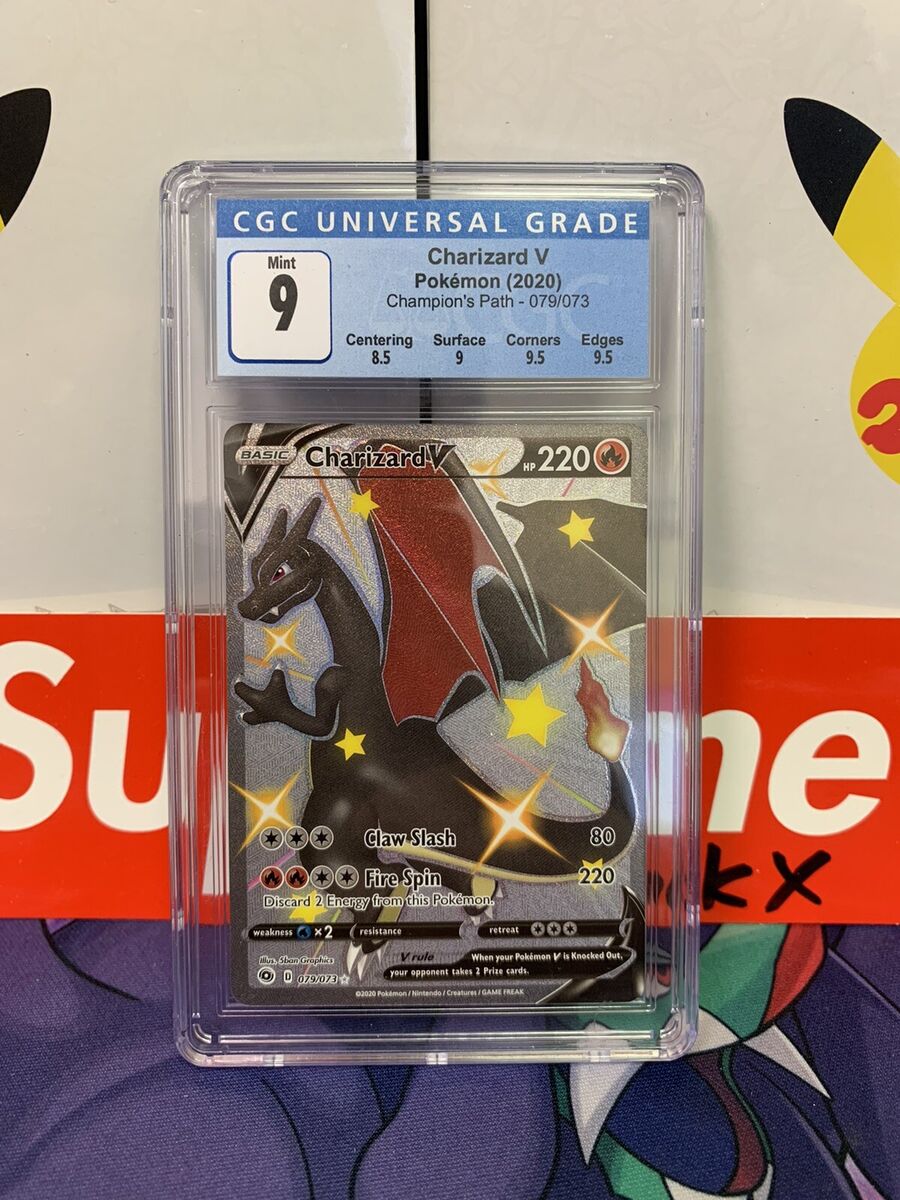 CGC UNIVERSAL GRADE
Mint
9
Charizard V
Pokémon (2020)
Champion's Path - 079/073
Centering Surface Corners Edges
8.5 9 9.5 9.5
BASIC Charizard V HP 220
Claw Slash 80
Fire Spin 220
Discard 2 Energy from this Pokémon.
weakness ×2 resistance retreat
V rule When your Pokémon V is Knocked Out,
your opponent takes 2 Prize cards.
Illus. 5ban Graphics
D 079/073
©2020 Pokémon / Nintendo / Creatures / GAME FREAK
Su me
kx
2